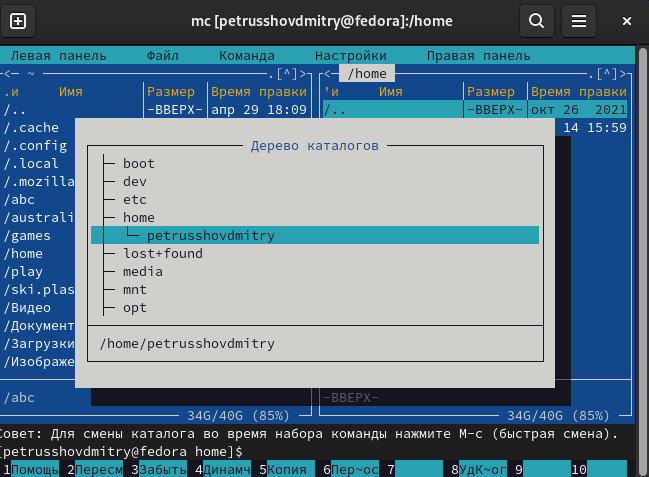 mc [petrusshovdmitry@fedora]:/home
Левая панель Файл Команда Настройки Правая панель
<— ~ .[^]> <— /home .[^]>
.и Имя Размер Время правки 'и Имя Размер Время правки
/.. -ВВЕРХ- апр 29 18:09 /.. -ВВЕРХ- окт 26 2021
/.cache 14 15:59
/.config
/.local
/.mozilla
/abc
/australi
/games
/home
/play
/ski.plas
/Видео
/Документ
/Загрузки
/Изображе
Дерево каталогов
boot
dev
etc
home
petrusshovdmitry
lost+found
media
mnt
opt
/home/petrusshovdmitry
/abc -ВВЕРХ-
34G/40G (85%) 34G/40G (85%)
Совет: Для смены каталога во время набора команды нажмите M-c (быстрая смена).
[petrusshovdmitry@fedora home]$
1Помощь 2Пересм 3Забыть 4Динамч 5Копия 6Пер~ос 7 8УдК~ог 9 10